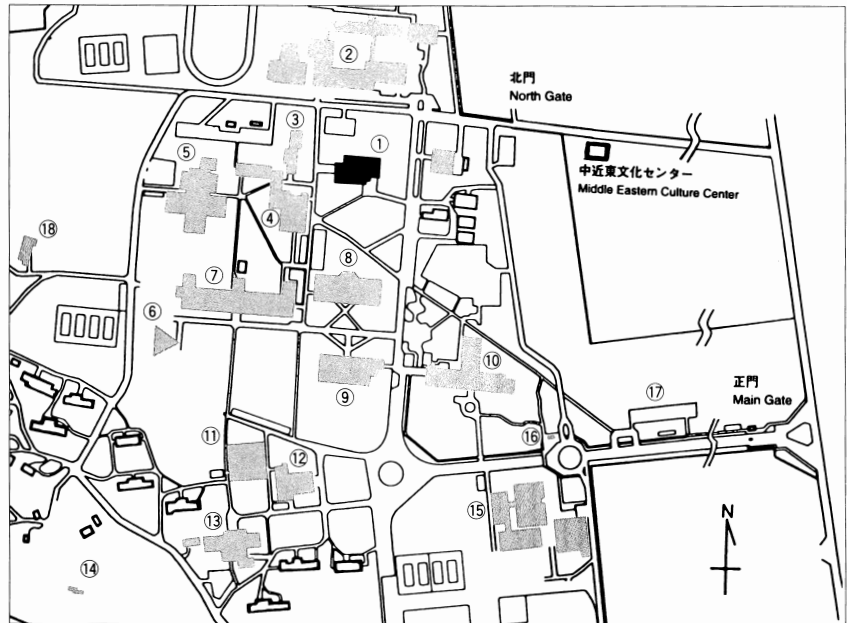 ②
北門
North Gate
③
①
⑤
中近東文化センター
Middle Eastern Culture Center
④
⑱
⑧
⑦
⑥
⑩
正門
Main Gate
⑰
⑨
⑪
⑯
⑫
⑮
⑬
N
⑭